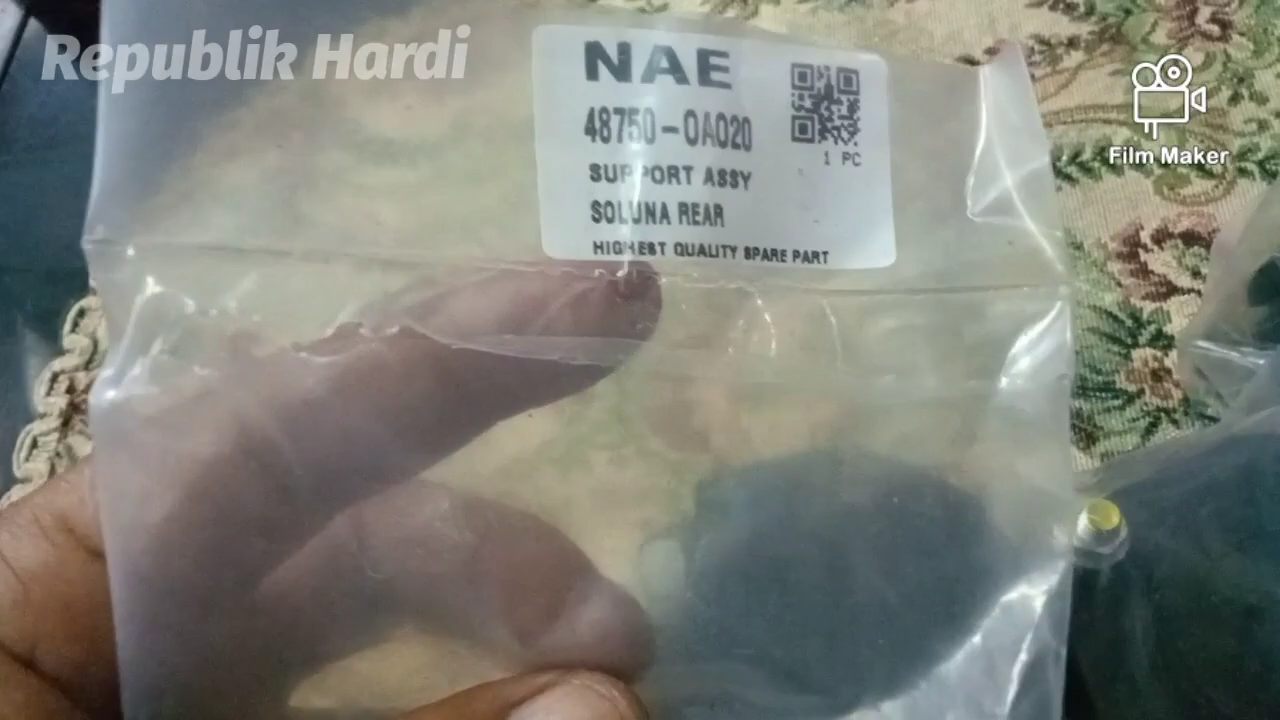 Republik Hardi
NAE
48750-0A020
1 PC
SUPPORT ASSY
SOLUNA REAR
HIGHEST QUALITY SPARE PART
Film Maker